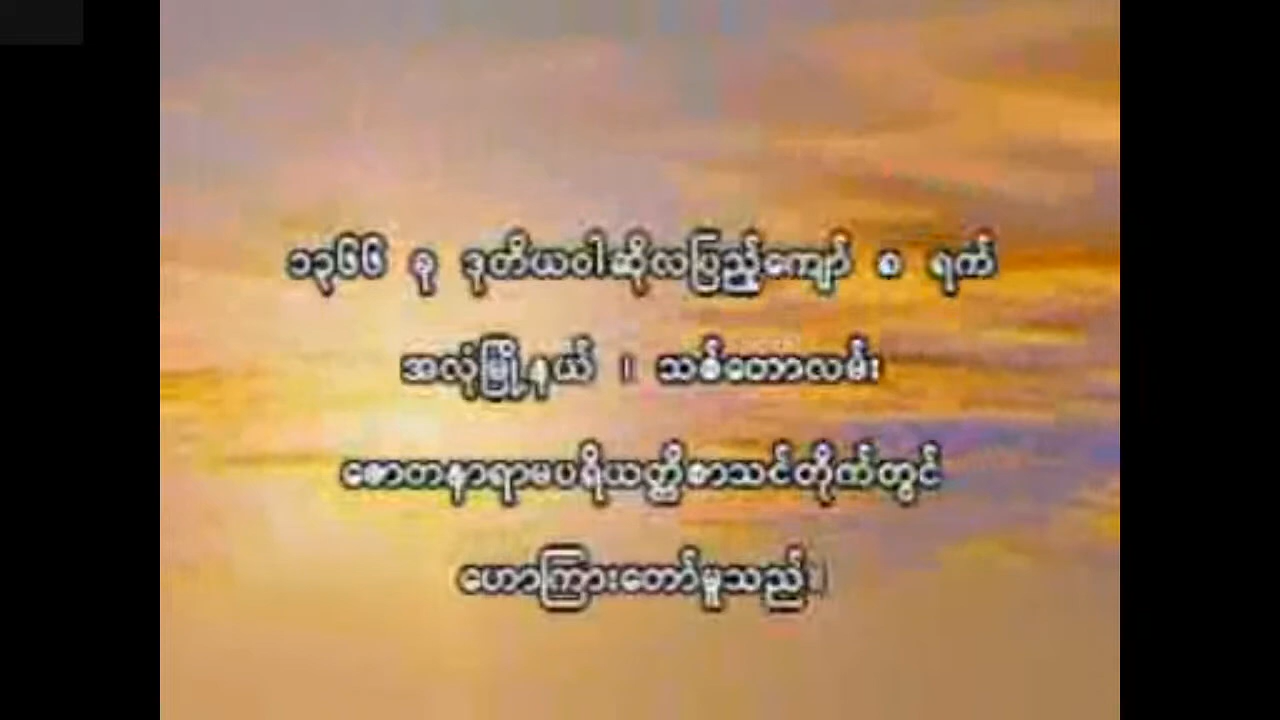 ၁၃၆၆ ခု ဒုတိယဝါဆိုလပြည့်ကျော် ၈ ရက်
အလုံမြို့နယ် ၊ သစ်တောလမ်း
စောတနာရာမပရိယတ္တိစာသင်တိုက်တွင်
ဟောကြားတော်မူသည် ။